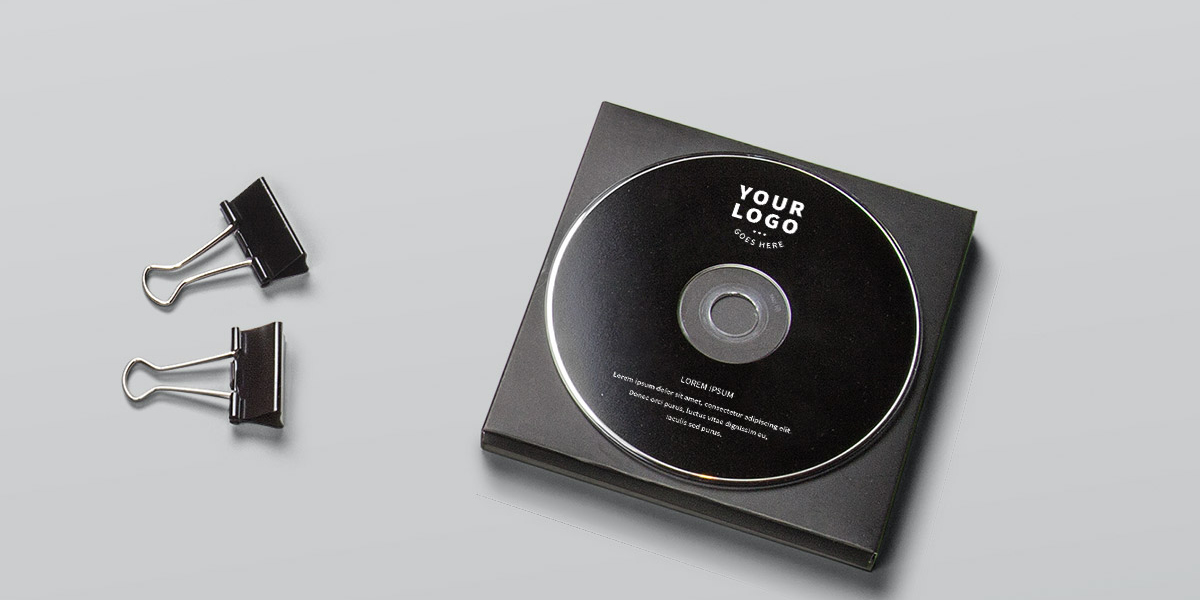 YOUR
LOGO
GOES HERE
LOREM IPSUM
Lorem ipsum dolor sit amet, consectetur adipiscing elit.
Donec orci purus, luctus vitae dignissim eu,
iaculis sed purus.